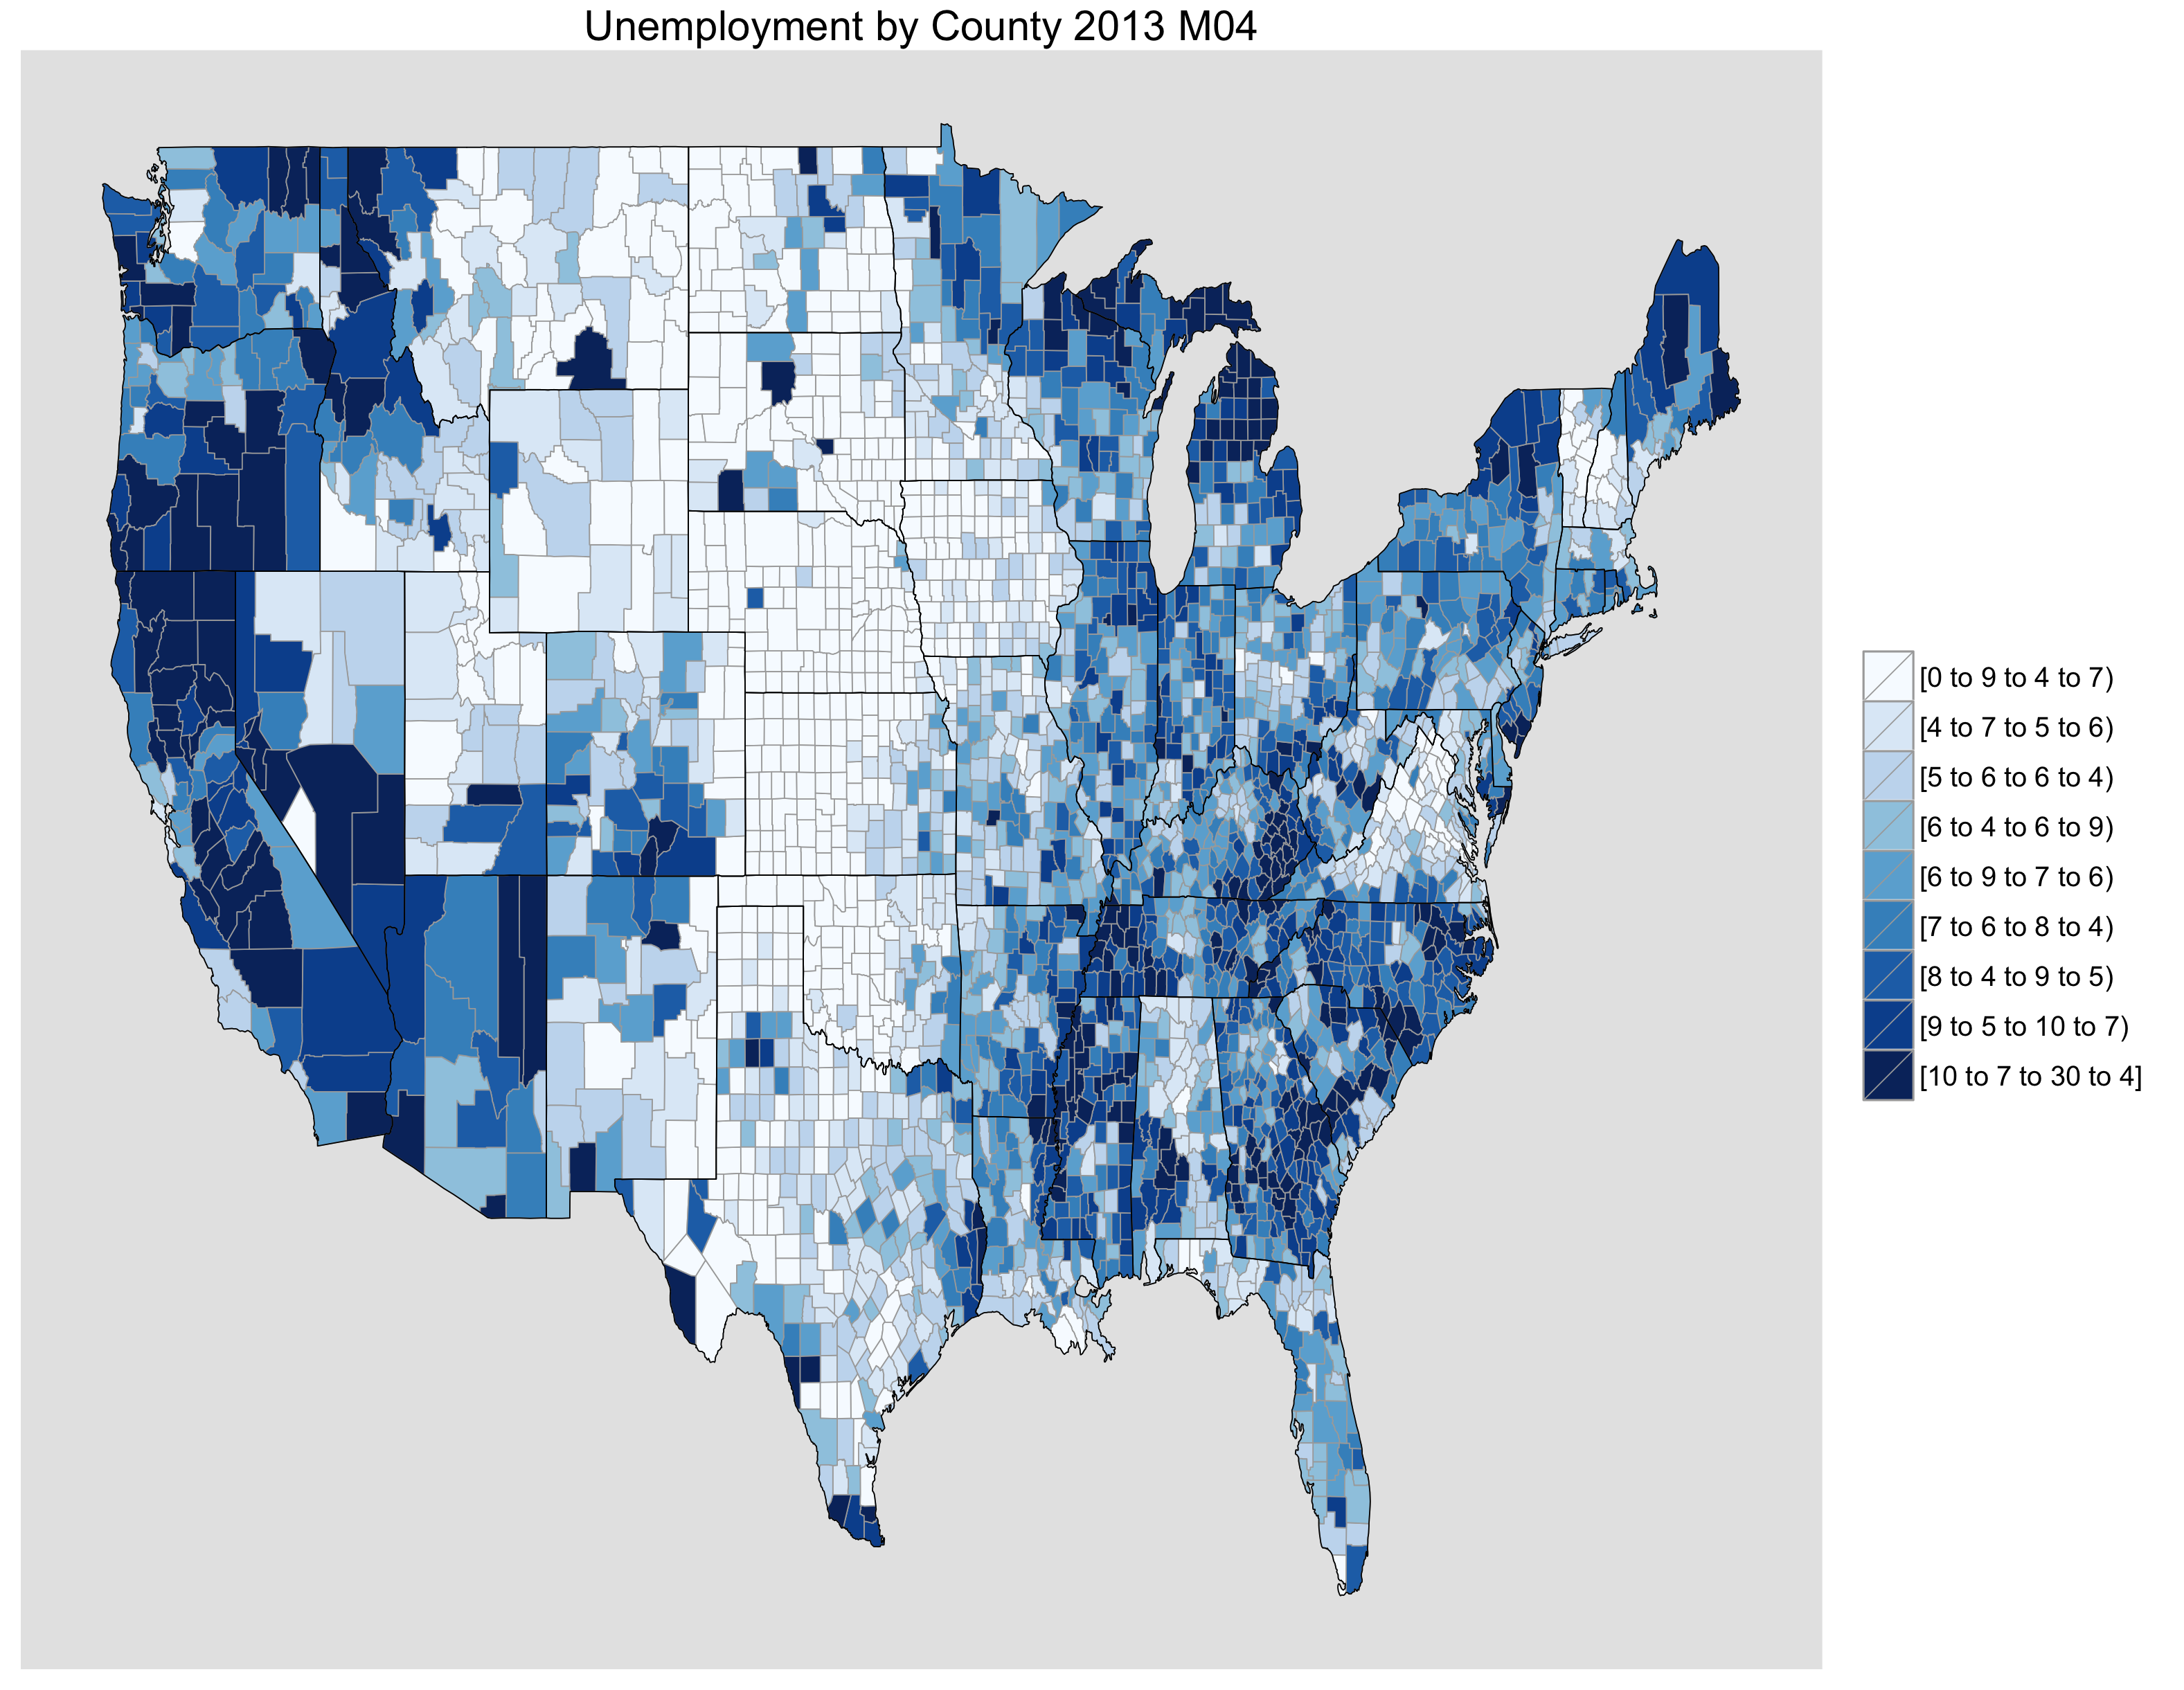 Unemployment by County 2013 M04
[0 to 9 to 4 to 7)
[4 to 7 to 5 to 6)
[5 to 6 to 6 to 4)
[6 to 4 to 6 to 9)
[6 to 9 to 7 to 6)
[7 to 6 to 8 to 4)
[8 to 4 to 9 to 5)
[9 to 5 to 10 to 7)
[10 to 7 to 30 to 4]